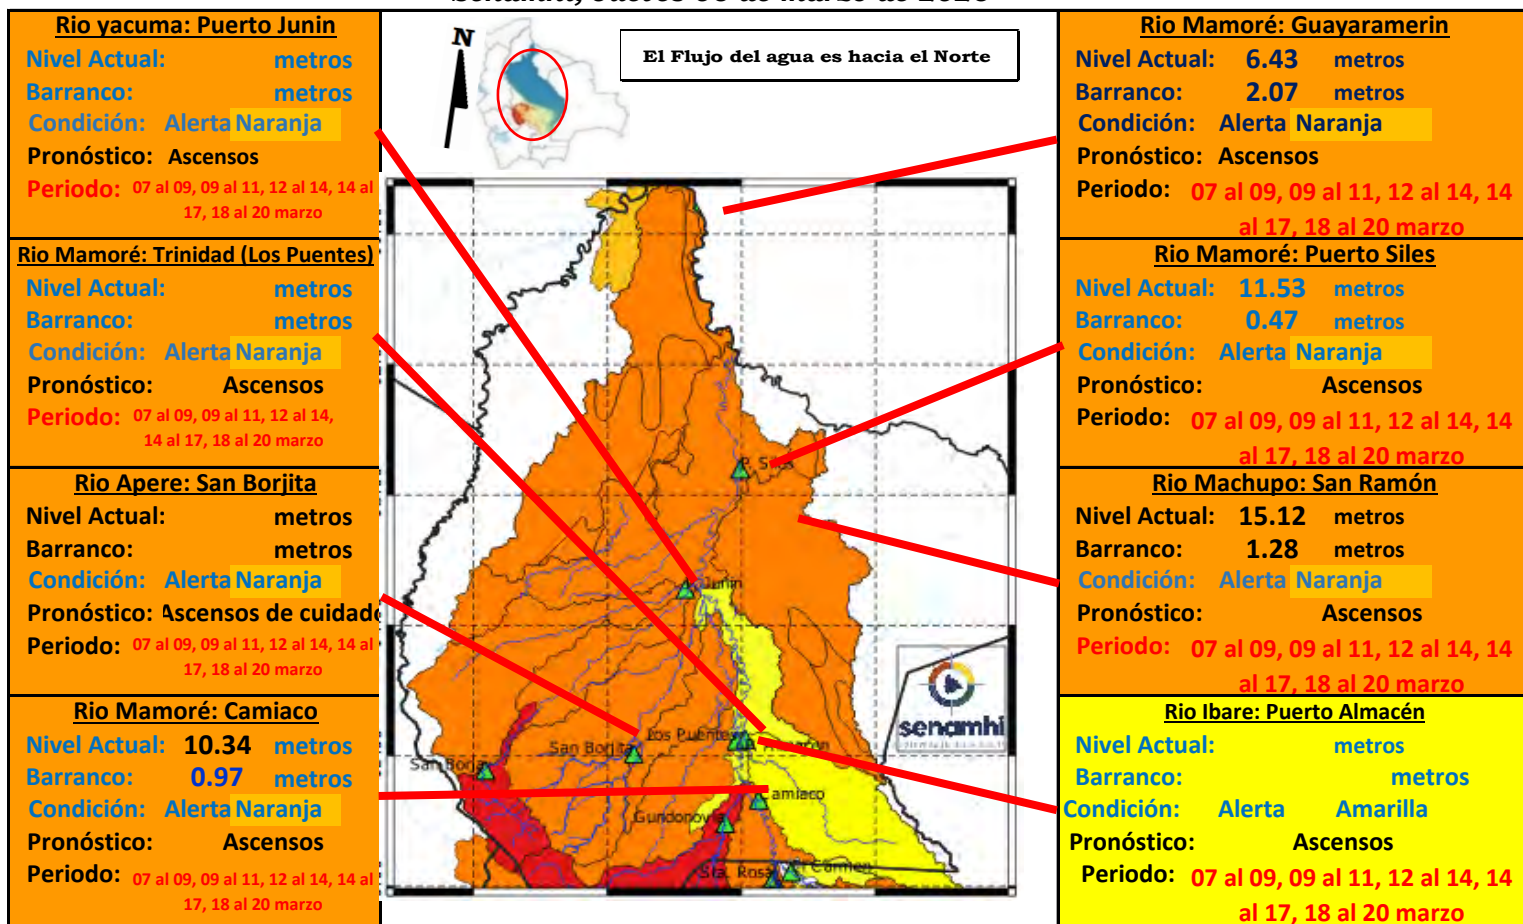 Rio yacuma: Puerto Junin
Nivel Actual: metros
Barranco: metros
Condición: Alerta Naranja
Pronóstico: Ascensos
Periodo: 07 al 09, 09 al 11, 12 al 14, 14 al
17, 18 al 20 marzo
Rio Mamoré: Trinidad (Los Puentes)
Nivel Actual: metros
Barranco: metros
Condición: Alerta Naranja
Pronóstico: Ascensos
Periodo: 07 al 09, 09 al 11, 12 al 14,
14 al 17, 18 al 20 marzo
Rio Apere: San Borjita
Nivel Actual: metros
Barranco: metros
Condición: Alerta Naranja
Pronóstico: Ascensos de cuidado
Periodo: 07 al 09, 09 al 11, 12 al 14, 14 al
17, 18 al 20 marzo
Rio Mamoré: Camiaco
Nivel Actual: 10.34 metros
Barranco: 0.97 metros
Condición: Alerta Naranja
Pronóstico: Ascensos
Periodo: 07 al 09, 09 al 11, 12 al 14, 14 al
17, 18 al 20 marzo
N
El Flujo del agua es hacia el Norte
P. Siles
Junin
Los Puentes
San Borjita
San Borja
Camiaco
Gundonovia
Sta. Rosa
El Carmen
senamhi
Rio Mamoré: Guayaramerin
Nivel Actual: 6.43 metros
Barranco: 2.07 metros
Condición: Alerta Naranja
Pronóstico: Ascensos
Periodo: 07 al 09, 09 al 11, 12 al 14, 14
al 17, 18 al 20 marzo
Rio Mamoré: Puerto Siles
Nivel Actual: 11.53 metros
Barranco: 0.47 metros
Condición: Alerta Naranja
Pronóstico: Ascensos
Periodo: 07 al 09, 09 al 11, 12 al 14, 14
al 17, 18 al 20 marzo
Rio Machupo: San Ramón
Nivel Actual: 15.12 metros
Barranco: 1.28 metros
Condición: Alerta Naranja
Pronóstico: Ascensos
Periodo: 07 al 09, 09 al 11, 12 al 14, 14
al 17, 18 al 20 marzo
Rio Ibare: Puerto Almacén
Nivel Actual: metros
Barranco: metros
Condición: Alerta Amarilla
Pronóstico: Ascensos
Periodo: 07 al 09, 09 al 11, 12 al 14, 14
al 17, 18 al 20 marzo